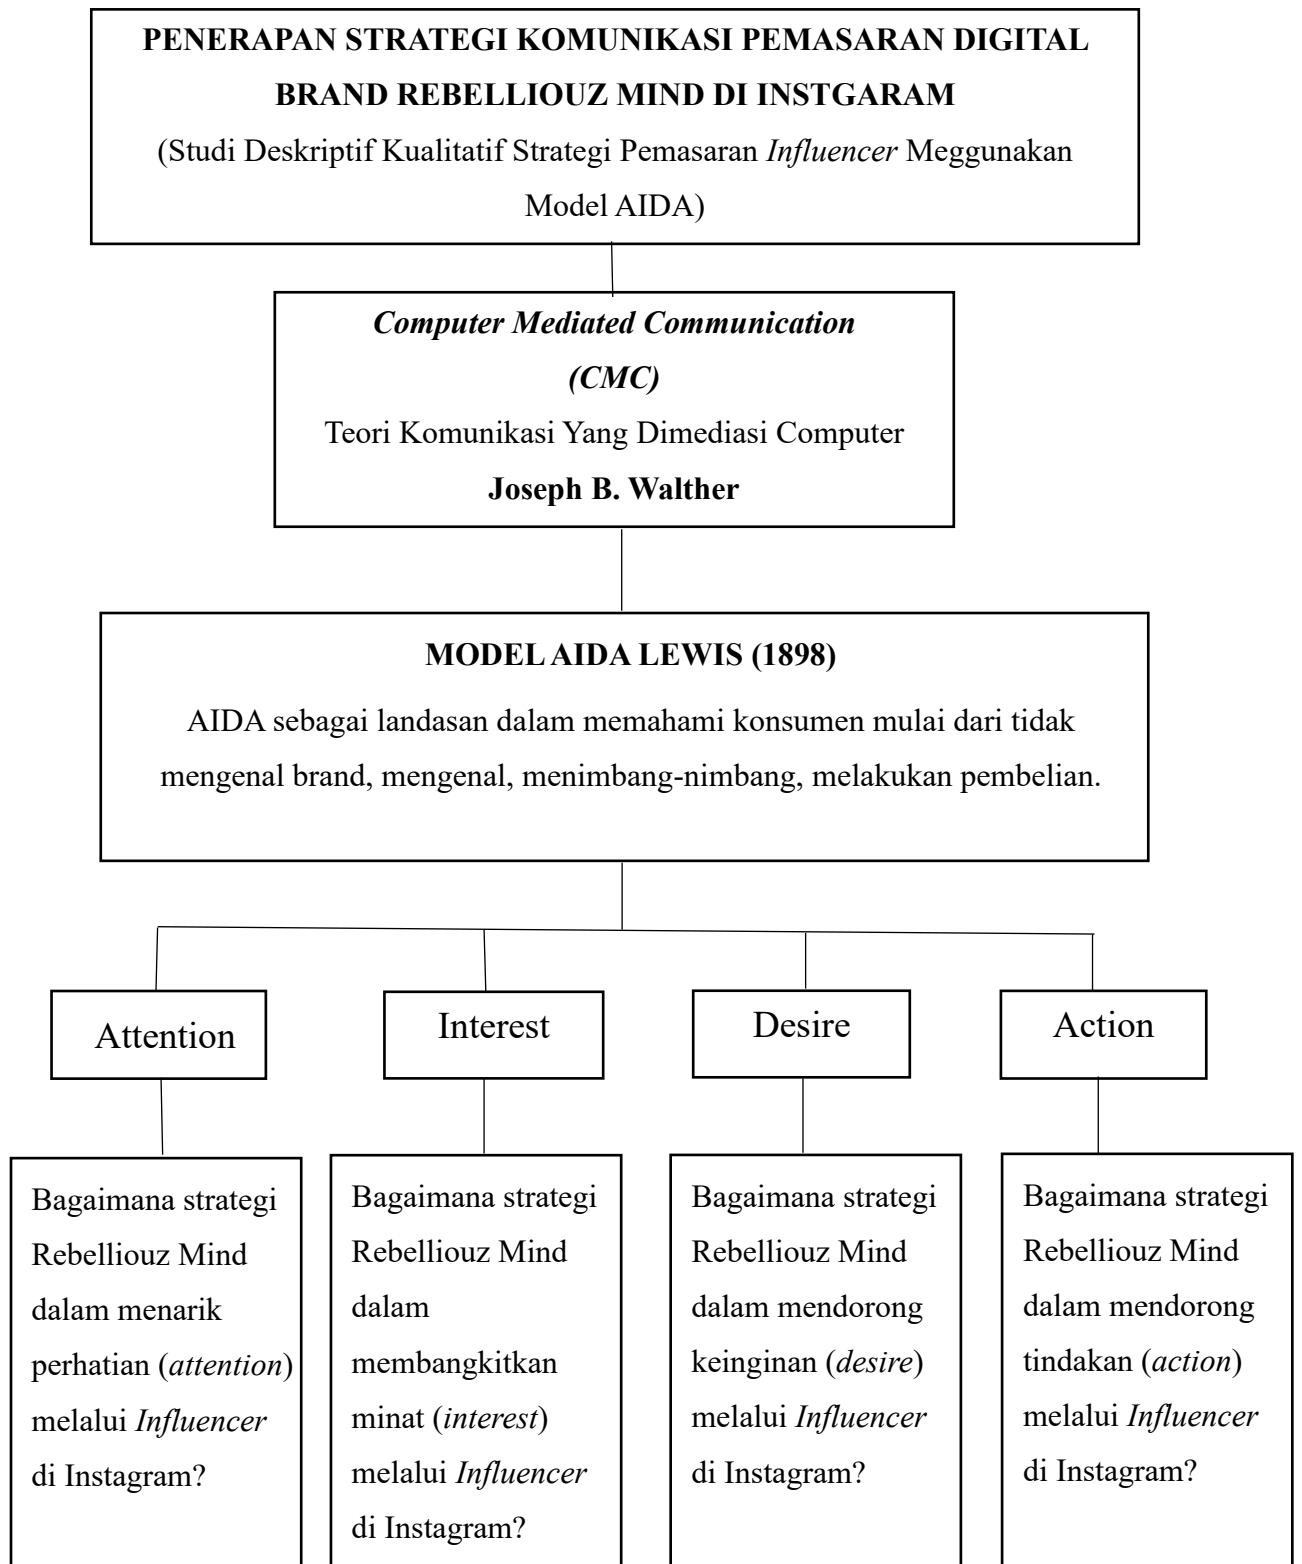 PENERAPAN STRATEGI KOMUNIKASI PEMASARAN DIGITAL
BRAND REBELLIOUZ MIND DI INSTGARAM
(Studi Deskriptif Kualitatif Strategi Pemasaran Influencer Meggunakan
Model AIDA)
Computer Mediated Communication
(CMC)
Teori Komunikasi Yang Dimediasi Computer
Joseph B. Walther
MODEL AIDA LEWIS (1898)
AIDA sebagai landasan dalam memahami konsumen mulai dari tidak
mengenal brand, mengenal, menimbang-nimbang, melakukan pembelian.
Attention
Interest
Desire
Action
Bagaimana strategi
Rebelliouz Mind
dalam menarik
perhatian (attention)
melalui Influencer
di Instagram?
Bagaimana strategi
Rebelliouz Mind
dalam
membangkitkan
minat (interest)
melalui Influencer
di Instagram?
Bagaimana strategi
Rebelliouz Mind
dalam mendorong
keinginan (desire)
melalui Influencer
di Instagram?
Bagaimana strategi
Rebelliouz Mind
dalam mendorong
tindakan (action)
melalui Influencer
di Instagram?